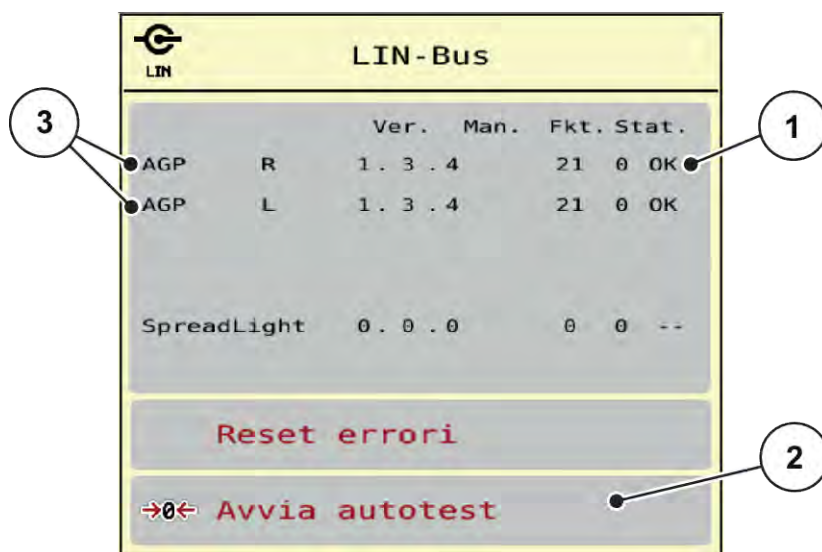 LIN
LIN-Bus
Ver. Man. Fkt. Stat.
3
1
AGP R 1.3.4 21 0 OK
AGP L 1.3.4 21 0 OK
SpreadLight 0.0.0 0 0 --
Reset errori
2
→0← Avvia autotest